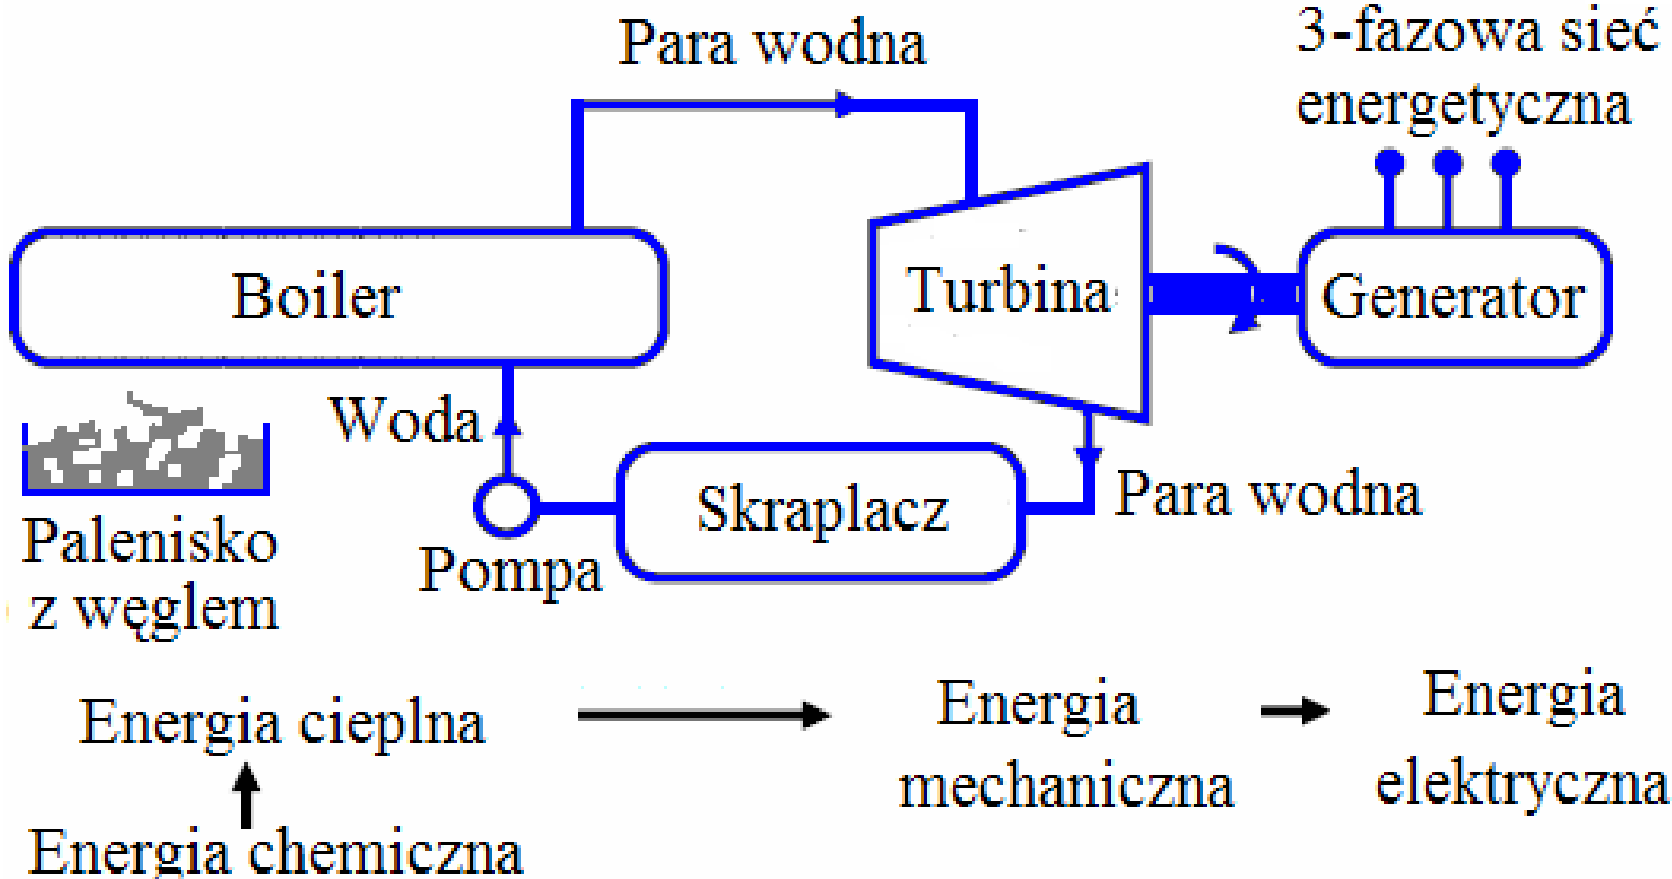 Para wodna
3-fazowa sieć
energetyczna
Boiler
Turbina
Generator
Woda
Skraplacz
Para wodna
Pompa
Palenisko
z węglem
Energia cieplna
Energia
mechaniczna
Energia
elektryczna
Energia chemiczna